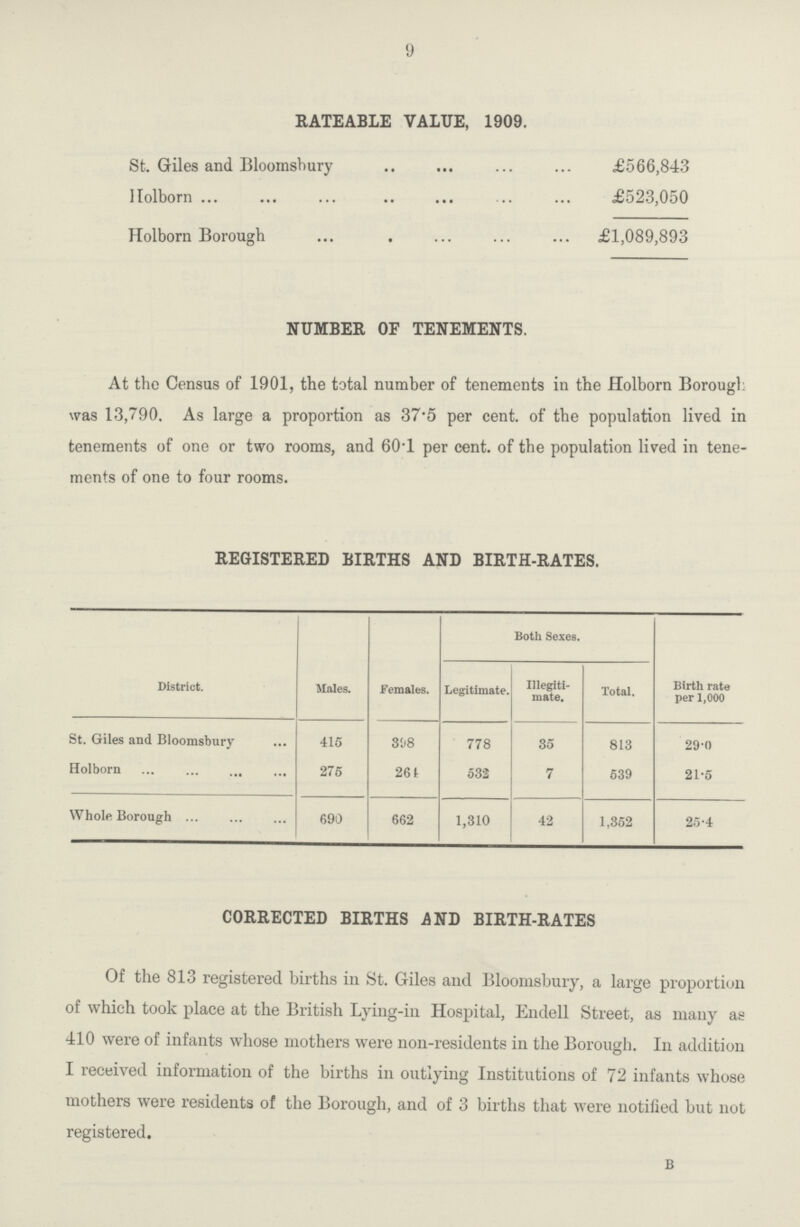 9
RATEABLE VALUE, 1909.
St. Giles and Bloomsbury .. ... ... ... £566,843
Holborn ... ... ... .. ... ... ... £523,050
Holborn Borough ... . ... ... ... £1,089,893
NUMBER OF TENEMENTS.
At the Census of 1901, the total number of tenements in the Holborn Borough
was 13,790. As large a proportion as 37·5 per cent. of the population lived in
tenements of one or two rooms, and 60·1 per cent. of the population lived in tene-
ments of one to four rooms.
REGISTERED BIRTHS AND BIRTH-RATES.
District. Males. Females. Both Sexes. Birth rate per 1,000
Legitimate. Illegiti-mate. Total.
St. Giles and Bloomsbury ... 415 398 778 35 813 29·0
Holborn ... ... ... ... 275 264 532 7 539 21·5
Whole Borough ... ... ... 690 662 1,310 42 1,352 25·4
CORRECTED BIRTHS AND BIRTH-RATES
Of the 813 registered births in St. Giles and Bloomsbury, a large proportion
of which took place at the British Lying-in Hospital, Endell Street, as many as
410 were of infants whose mothers were non-residents in the Borough. In addition
I received information of the births in outlying Institutions of 72 infants whose
mothers were residents of the Borough, and of 3 births that were notified but not
registered.
B